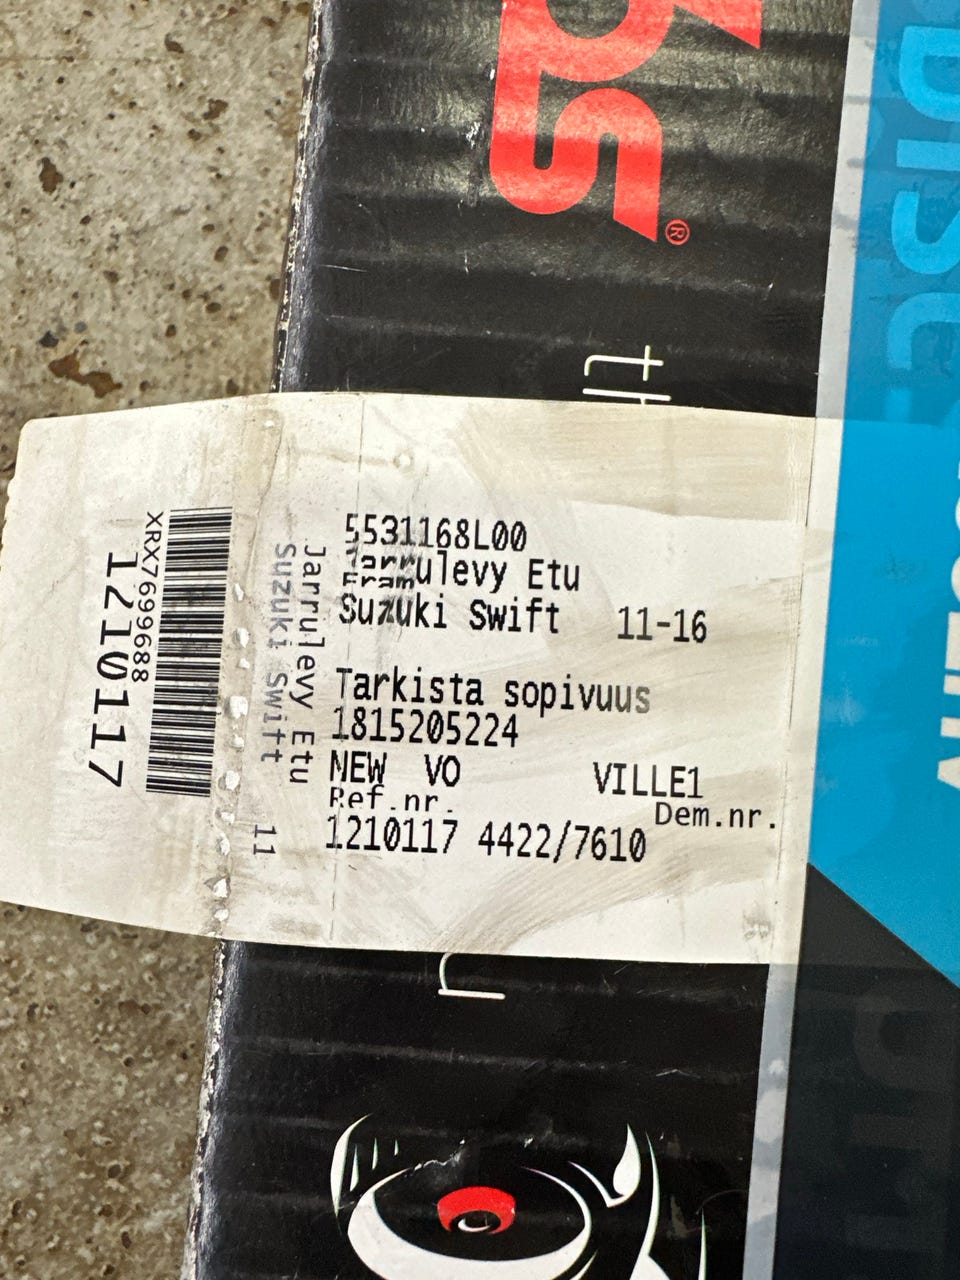 5531168L00
Jarrulevy Etu
Fram
Suzuki Swift 11-16
Tarkista sopivuus
1815205224
NEW VO VILLE1
Ref.nr. Dem.nr.
1210117 4422/7610
Jarrulevy Etu
Suzuki Swift 11
XRX7699688
1210117
®